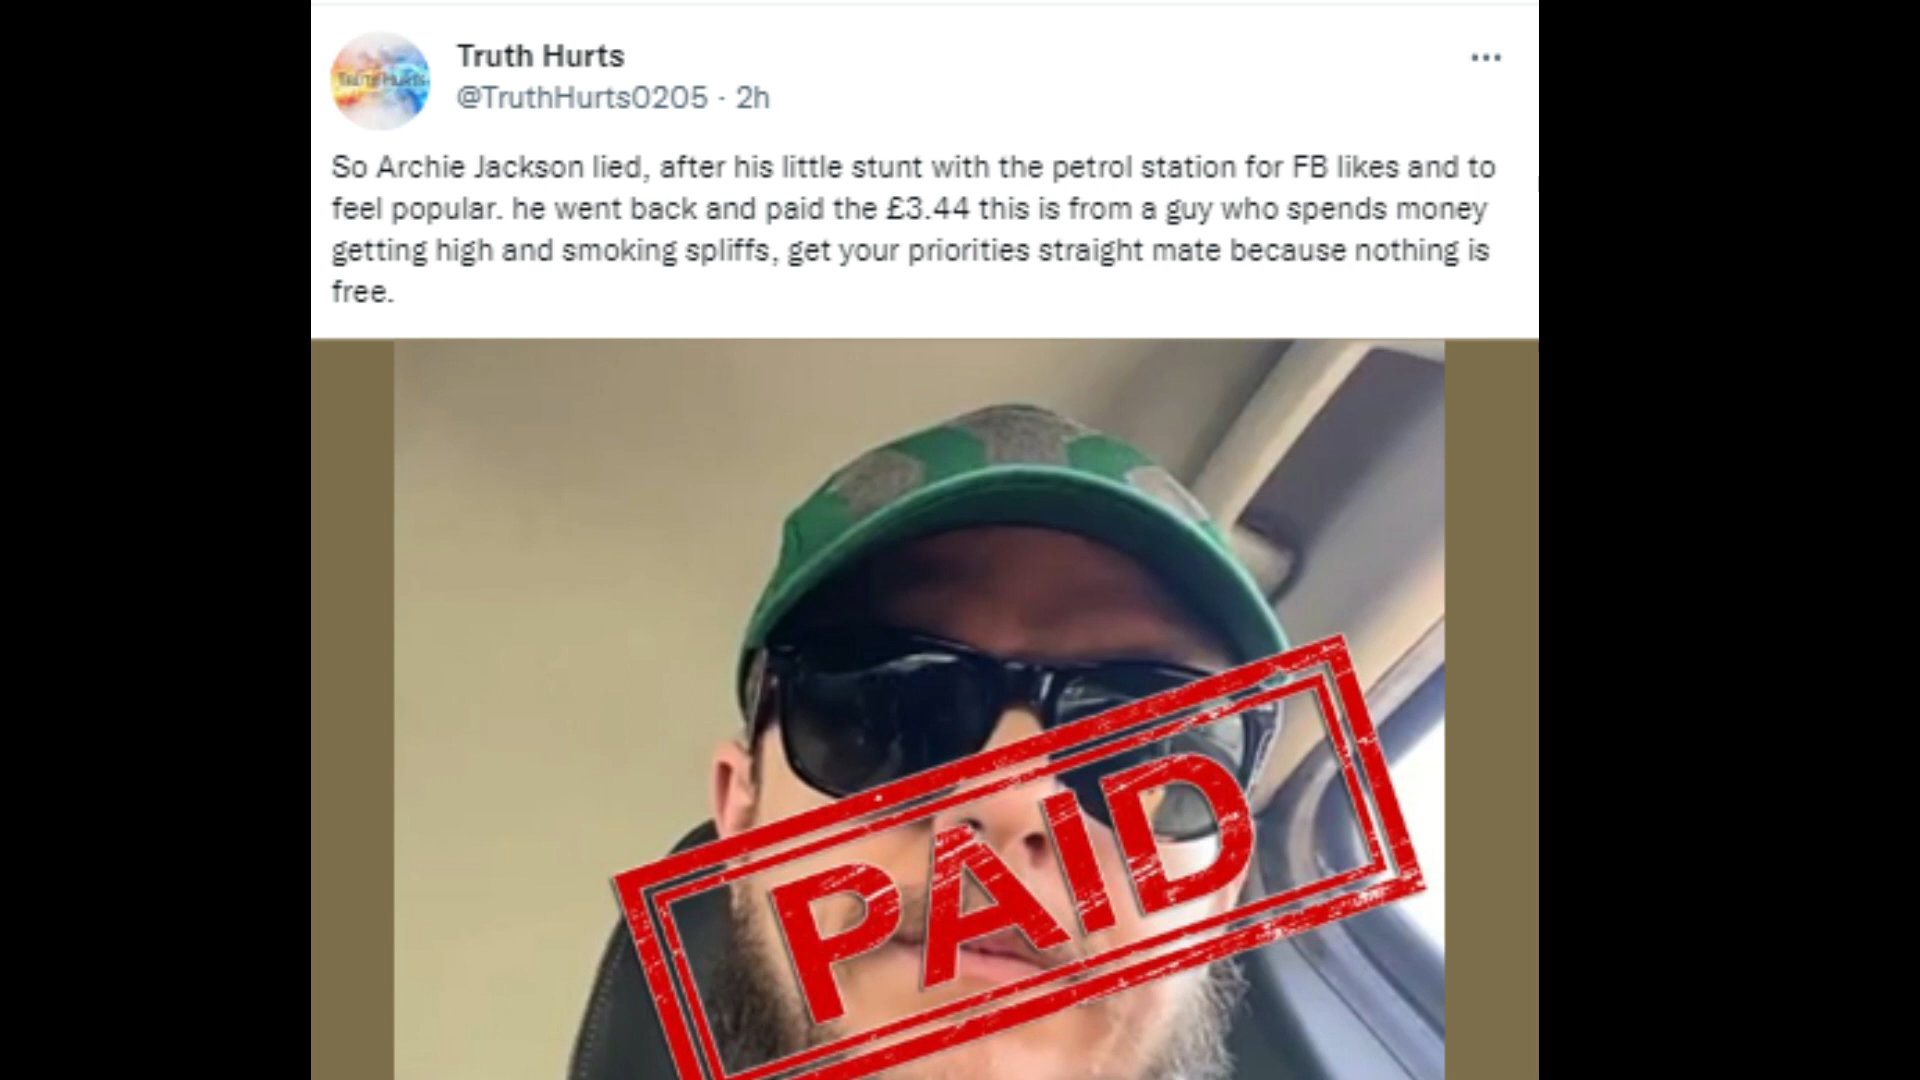 Truth Hurts
Truth Hurts
@TruthHurts0205 · 2h
So Archie Jackson lied, after his little stunt with the petrol station for FB likes and to
feel popular. he went back and paid the £3.44 this is from a guy who spends money
getting high and smoking spliffs, get your priorities straight mate because nothing is
free.
PAID